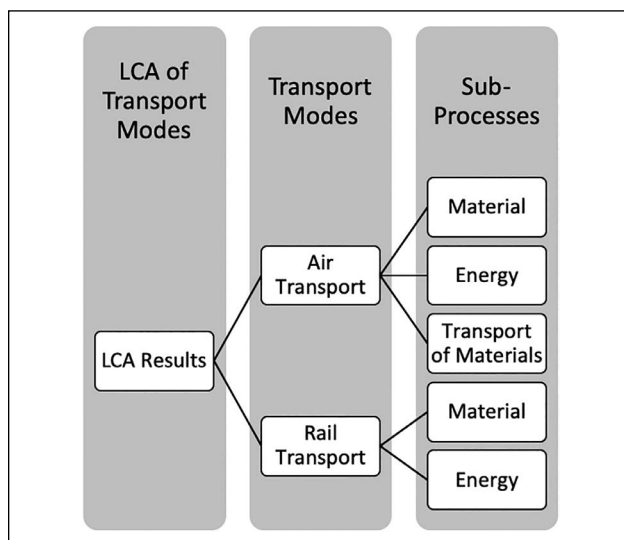 LCA of
Transport
Modes
Transport
Modes
Sub-
Processes
LCA Results
Air
Transport
Rail
Transport
Material
Energy
Transport
of Materials
Material
Energy